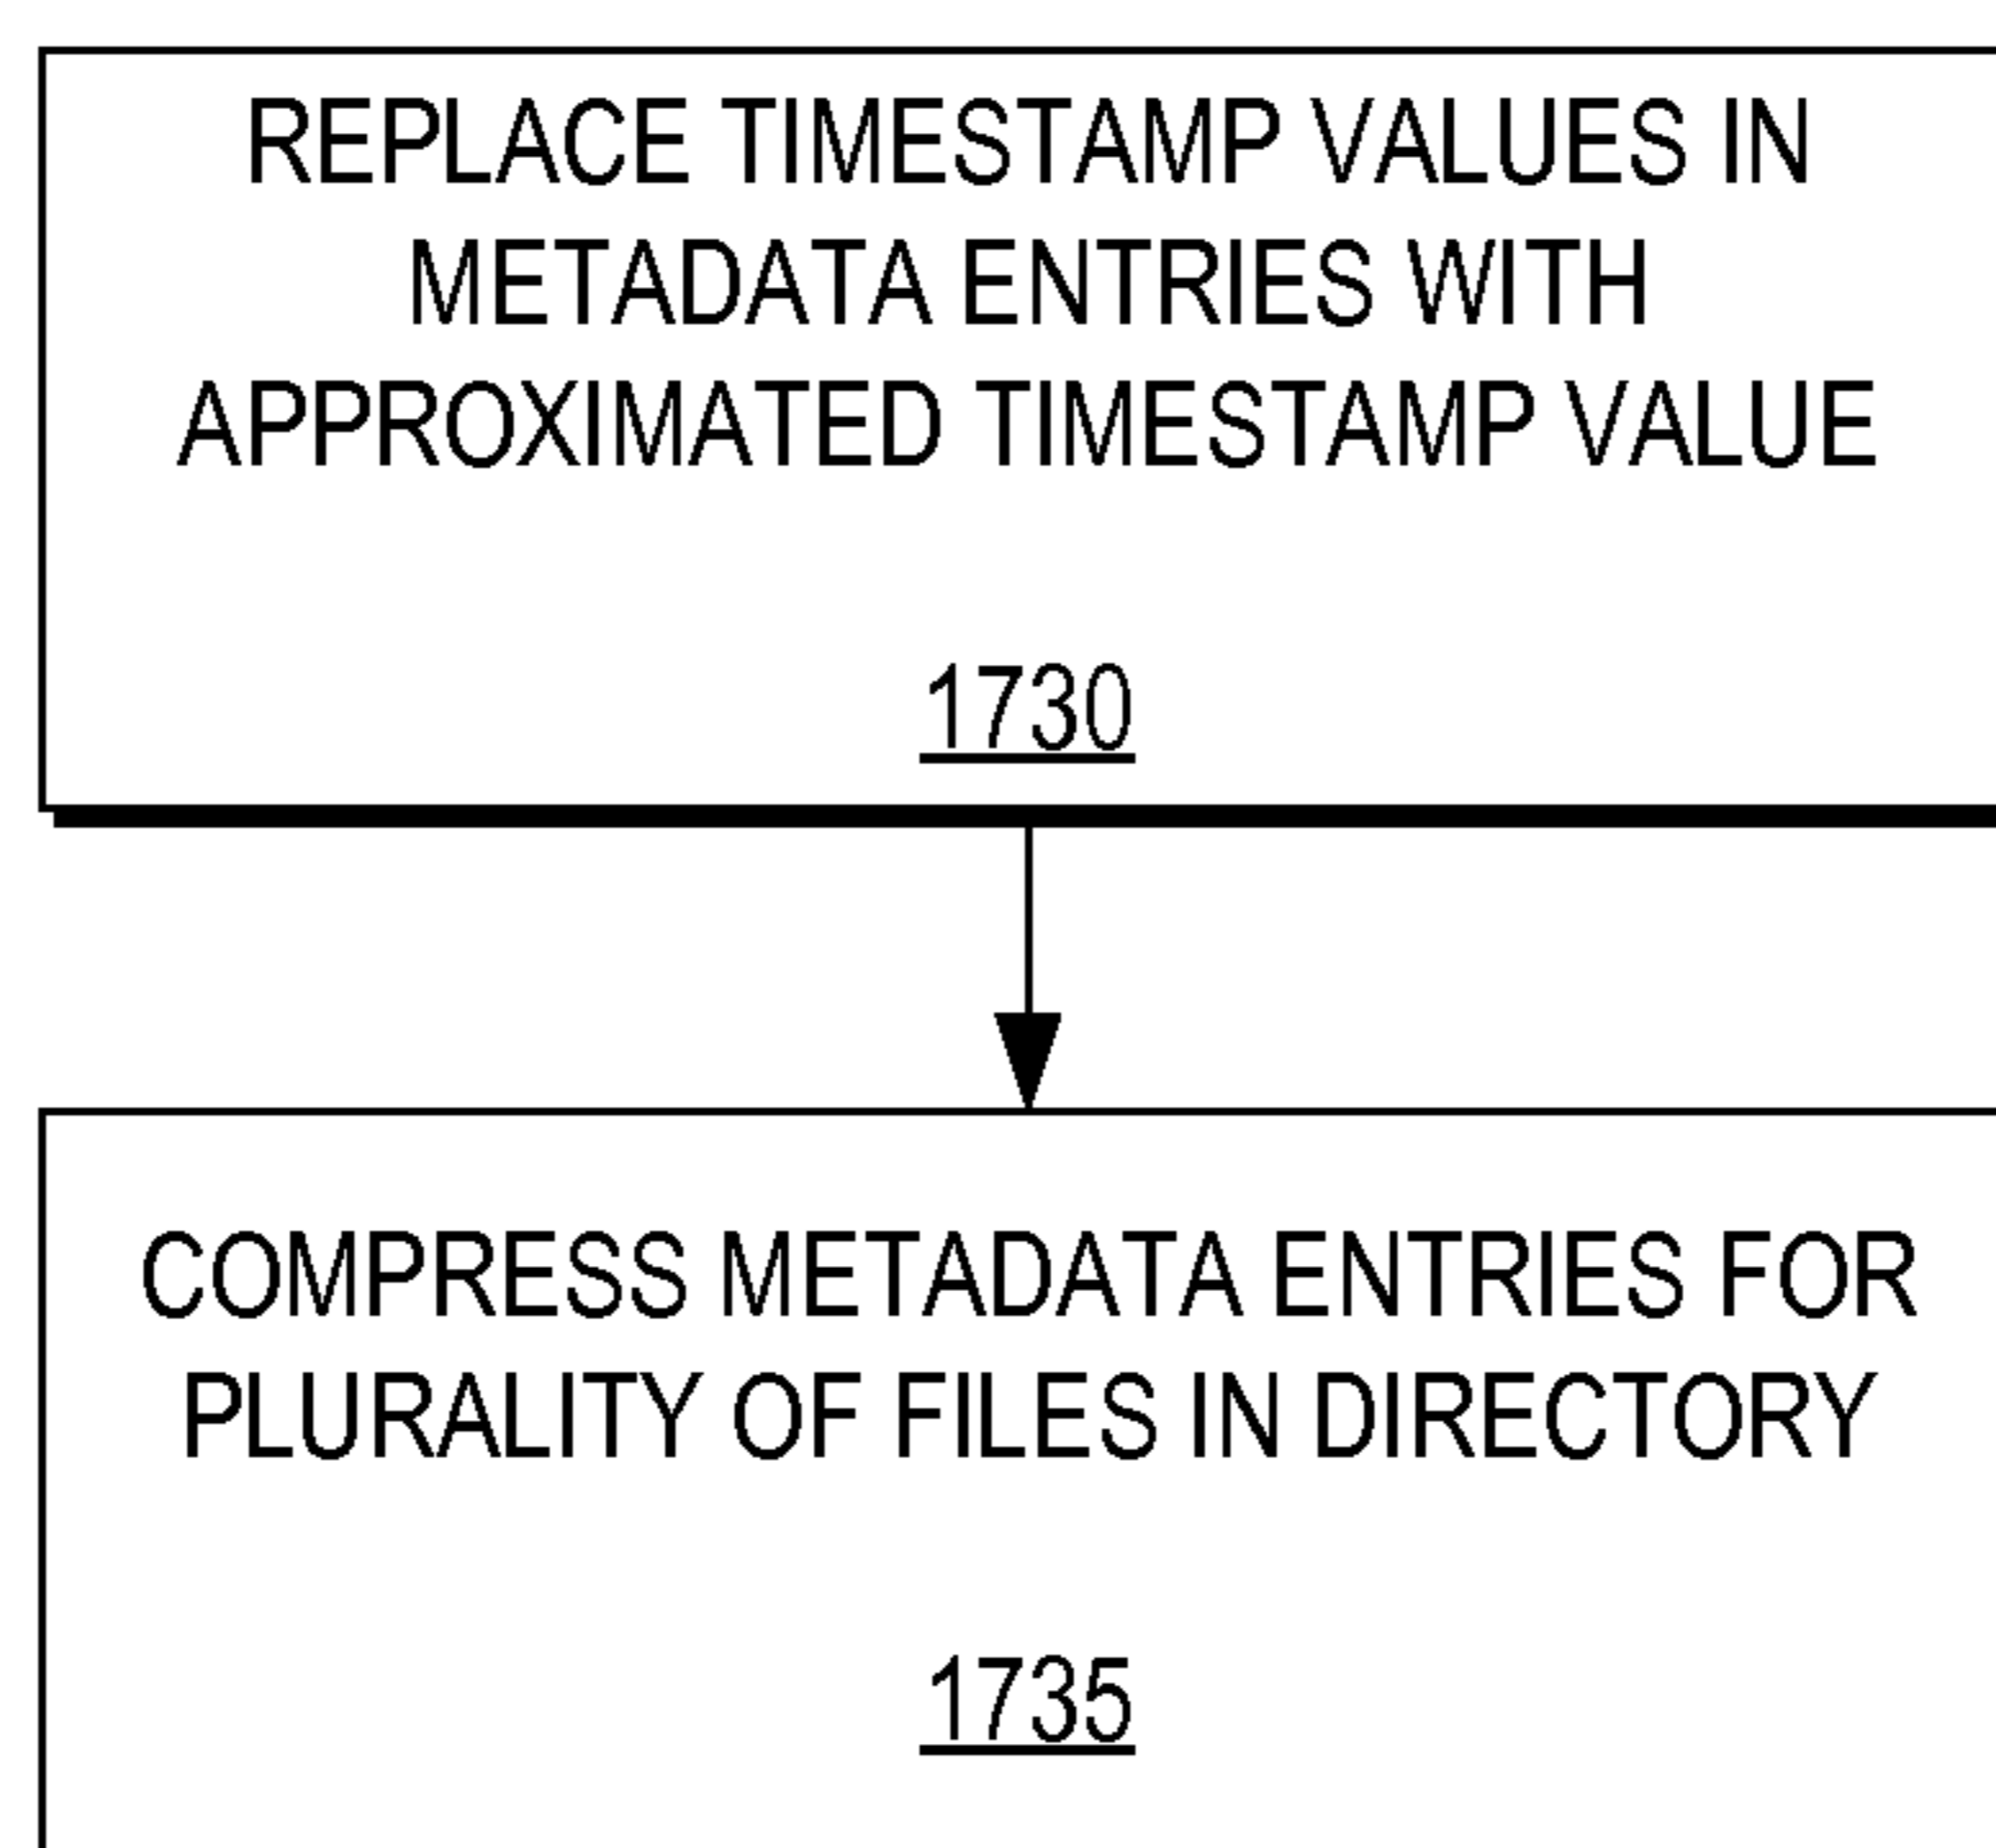 REPLACE TIMESTAMP VALUES IN
METADATA ENTRIES WITH
APPROXIMATED TIMESTAMP VALUE
1730
COMPRESS METADATA ENTRIES FOR
PLURALITY OF FILES IN DIRECTORY
1735